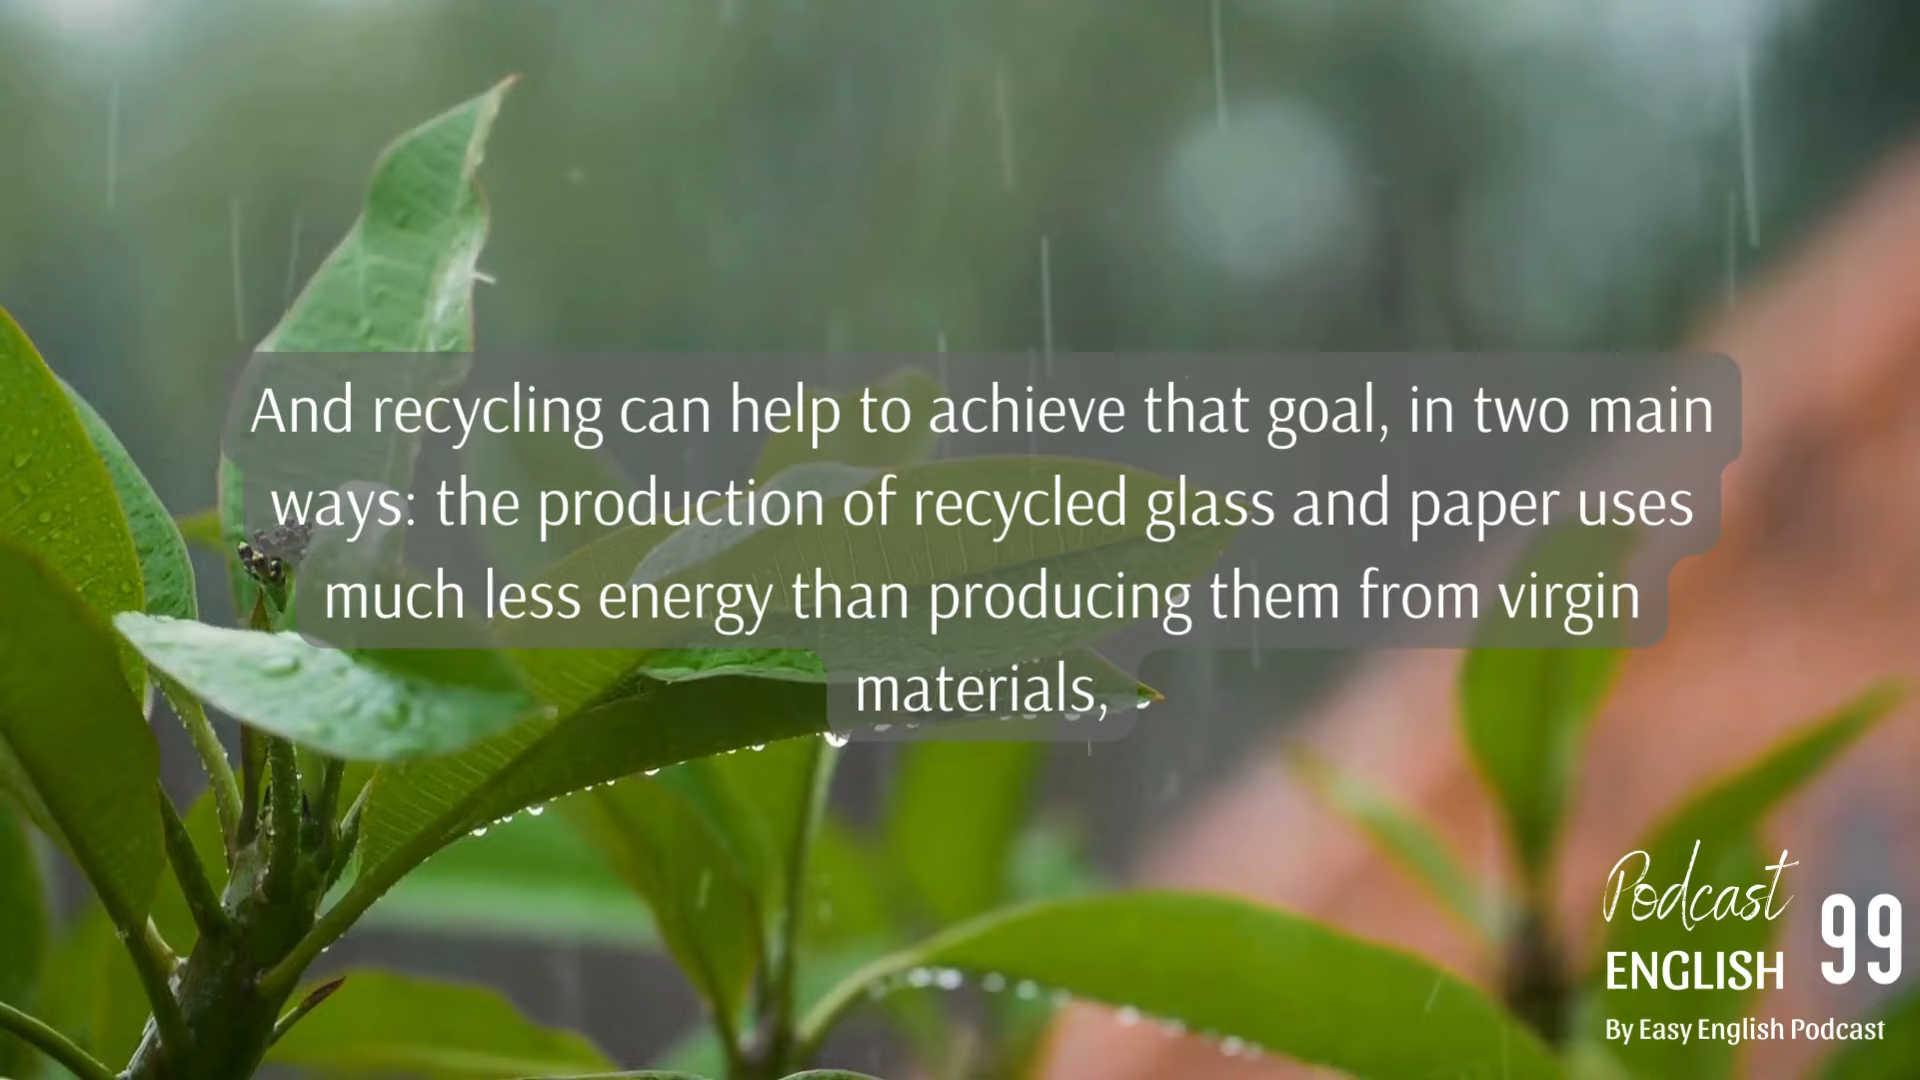 And recycling can help to achieve that goal, in two main
ways: the production of recycled glass and paper uses
much less energy than producing them from virgin
materials,
Podcast
ENGLISH 99
By Easy English Podcast